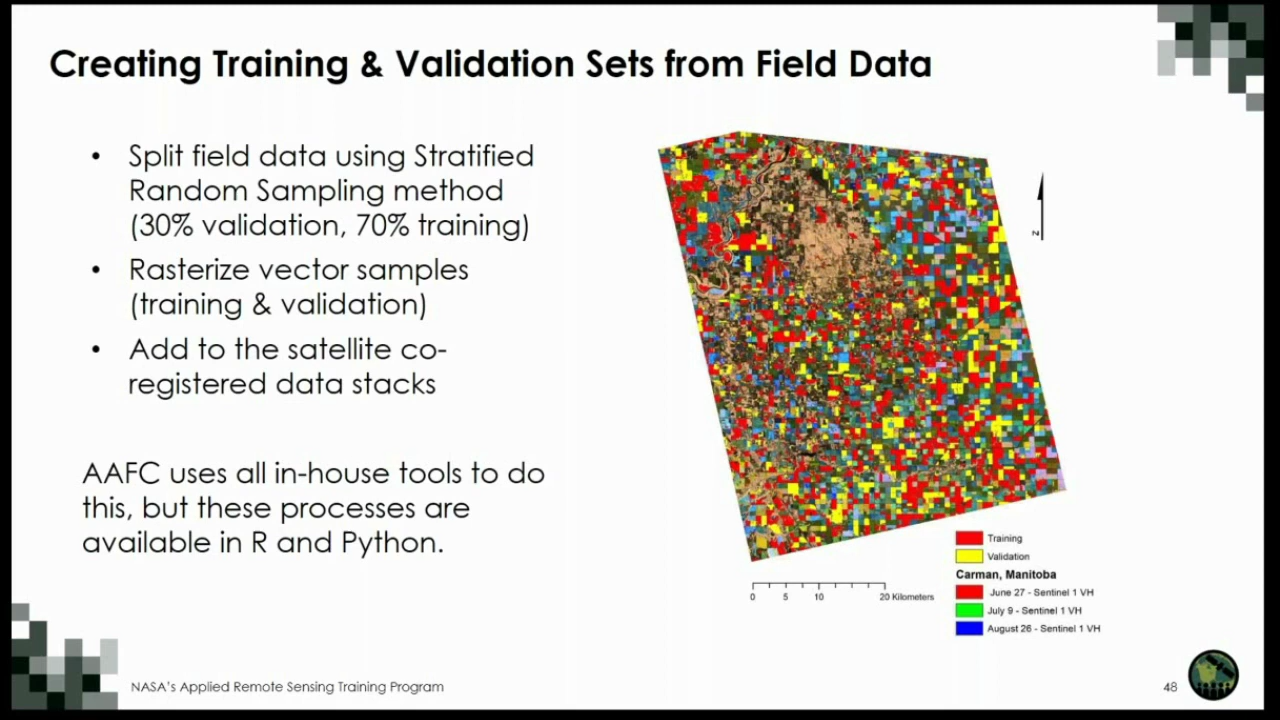 Creating Training & Validation Sets from Field Data
• Split field data using Stratified
Random Sampling method
(30% validation, 70% training)
• Rasterize vector samples
(training & validation)
• Add to the satellite co-
registered data stacks
AAFC uses all in-house tools to do
this, but these processes are
available in R and Python.
N
Training
Validation
Carman, Manitoba
June 27 - Sentinel 1 VH
July 9 - Sentinel 1 VH
August 26 - Sentinel 1 VH
0 5 10 20 Kilometers
NASA's Applied Remote Sensing Training Program
48